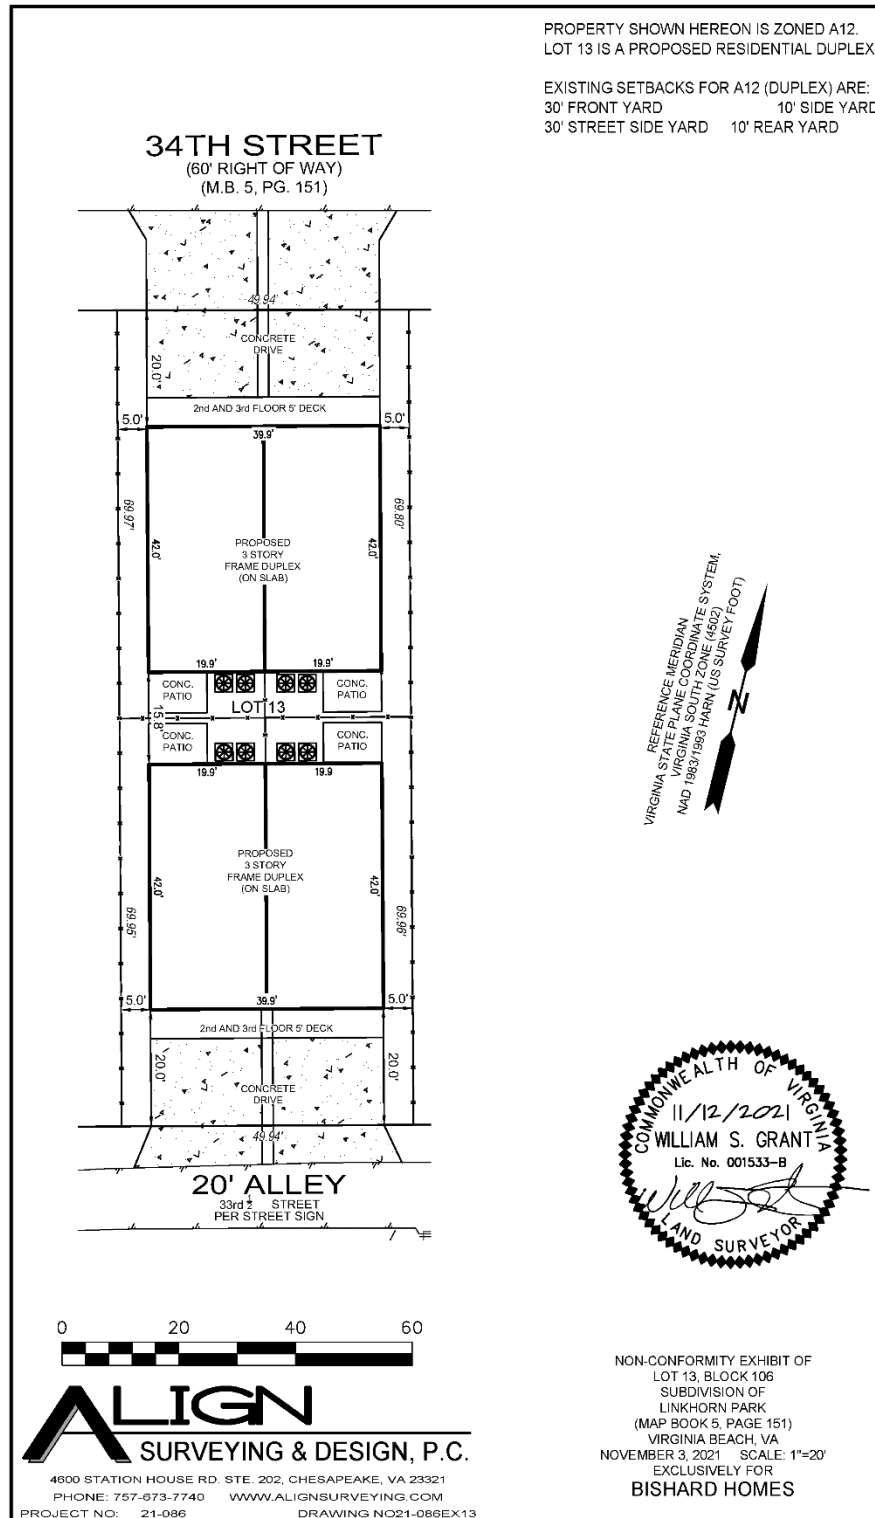 PROPERTY SHOWN HEREON IS ZONED A12.
LOT 13 IS A PROPOSED RESIDENTIAL DUPLEX
EXISTING SETBACKS FOR A12 (DUPLEX) ARE:
30' FRONT YARD 10' SIDE YARD
30' STREET SIDE YARD 10' REAR YARD
34TH STREET
(60' RIGHT OF WAY)
(M.B. 5, PG. 151)
49.94'
CONCRETE
DRIVE
20.0'
2nd AND 3rd FLOOR 5' DECK
5.0'
5.0'
39.9'
69.97'
69.80'
42.0'
42.0'
PROPOSED
3 STORY
FRAME DUPLEX
(ON SLAB)
19.9'
19.9'
CONC.
PATIO
CONC.
PATIO
LOT 13
15.8'
CONC.
PATIO
CONC.
PATIO
19.9'
19.9
PROPOSED
3 STORY
FRAME DUPLEX
(ON SLAB)
42.0'
42.0'
69.95'
69.96'
5.0'
5.0'
39.9'
2nd AND 3rd FLOOR 5' DECK
20.0'
20.0'
CONCRETE
DRIVE
49.94'
20' ALLEY
33rd ½ STREET
PER STREET SIGN
REFERENCE MERIDIAN
VIRGINIA STATE PLANE COORDINATE SYSTEM,
VIRGINIA SOUTH ZONE (4502)
NAD 1983/1993 HARN (US SURVEY FOOT)
N
COMMONWEALTH OF VIRGINIA
11/12/2021
WILLIAM S. GRANT
Lic. No. 001533-B
LAND SURVEYOR
0 20 40 60
ALIGN
SURVEYING & DESIGN, P.C.
4600 STATION HOUSE RD. STE. 202, CHESAPEAKE, VA 23321
PHONE: 757-673-7740 WWW.ALIGNSURVEYING.COM
PROJECT NO: 21-086 DRAWING NO21-086EX13
NON-CONFORMITY EXHIBIT OF
LOT 13, BLOCK 106
SUBDIVISION OF
LINKHORN PARK
(MAP BOOK 5, PAGE 151)
VIRGINIA BEACH, VA
NOVEMBER 3, 2021 SCALE: 1"=20'
EXCLUSIVELY FOR
BISHARD HOMES